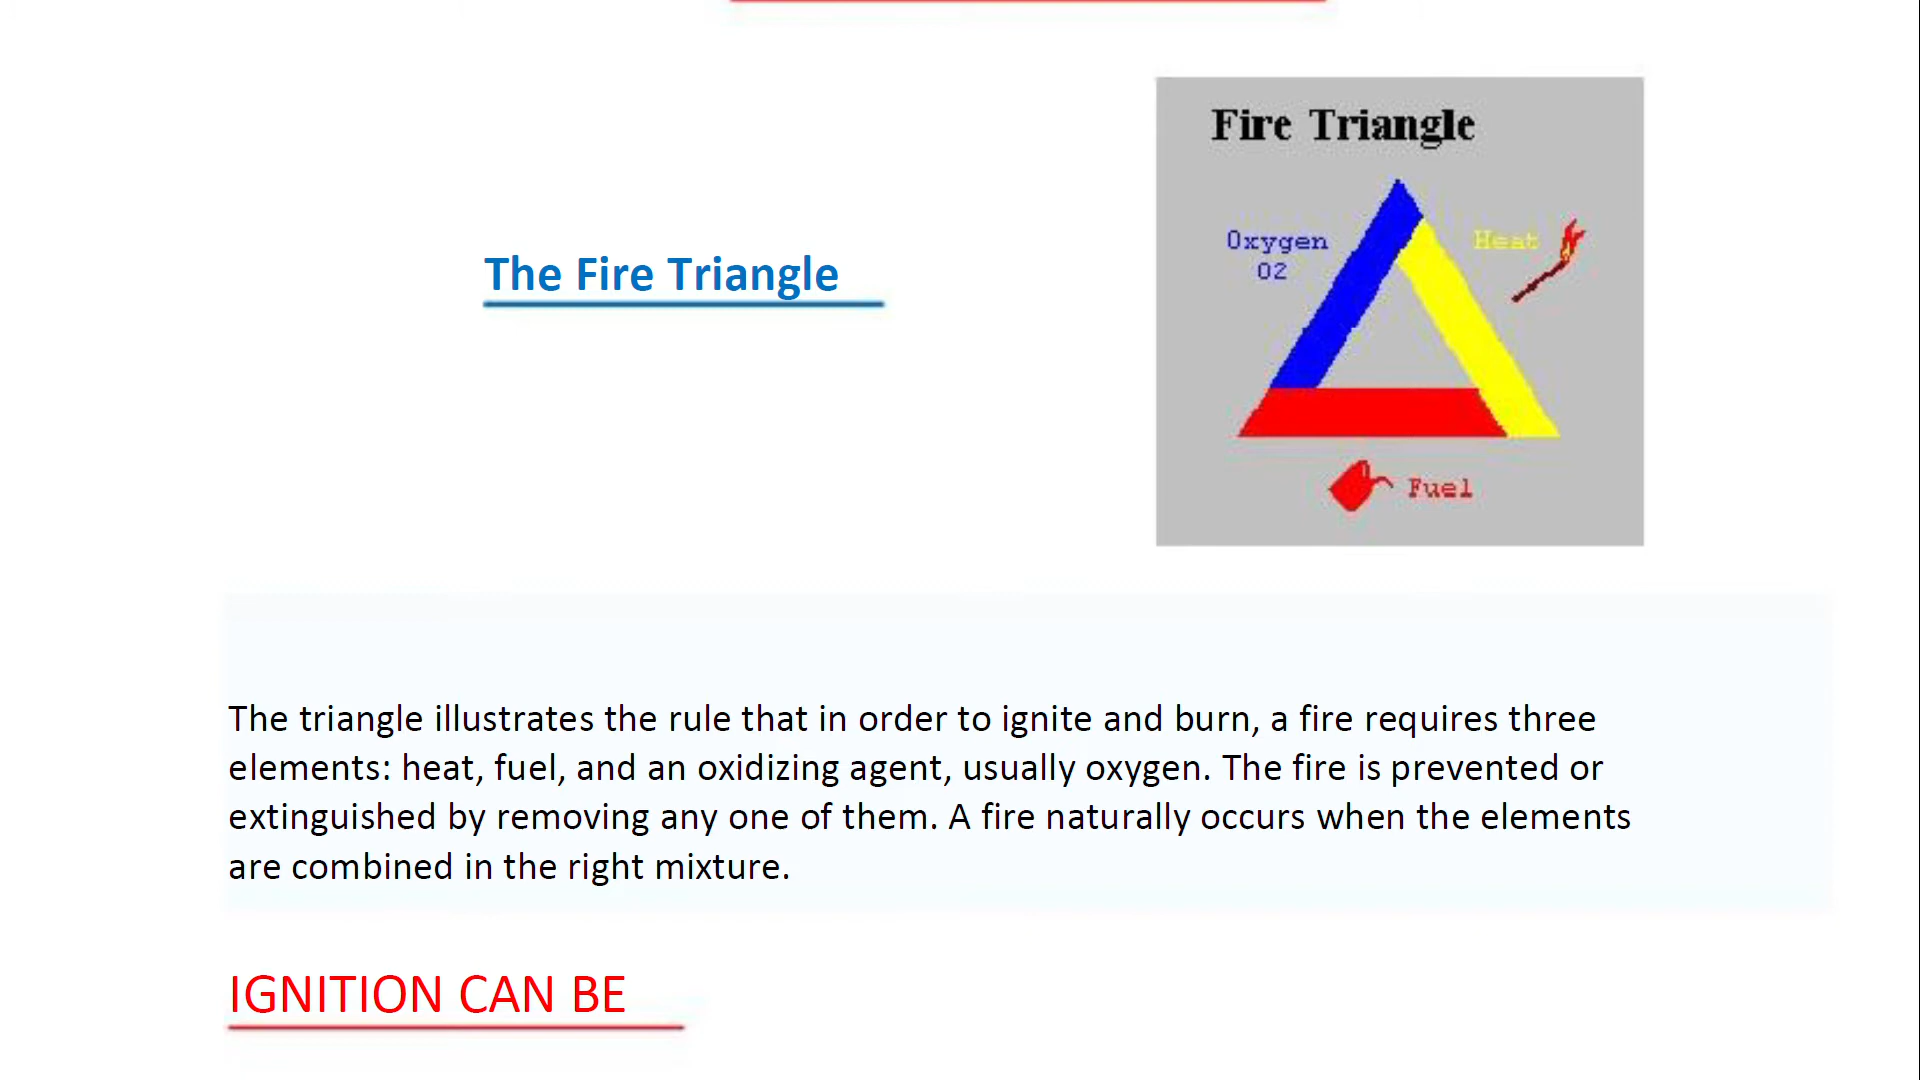 Fire Triangle
Oxygen
O2
Heat
The Fire Triangle
Fuel
The triangle illustrates the rule that in order to ignite and burn, a fire requires three
elements: heat, fuel, and an oxidizing agent, usually oxygen. The fire is prevented or
extinguished by removing any one of them. A fire naturally occurs when the elements
are combined in the right mixture.
IGNITION CAN BE